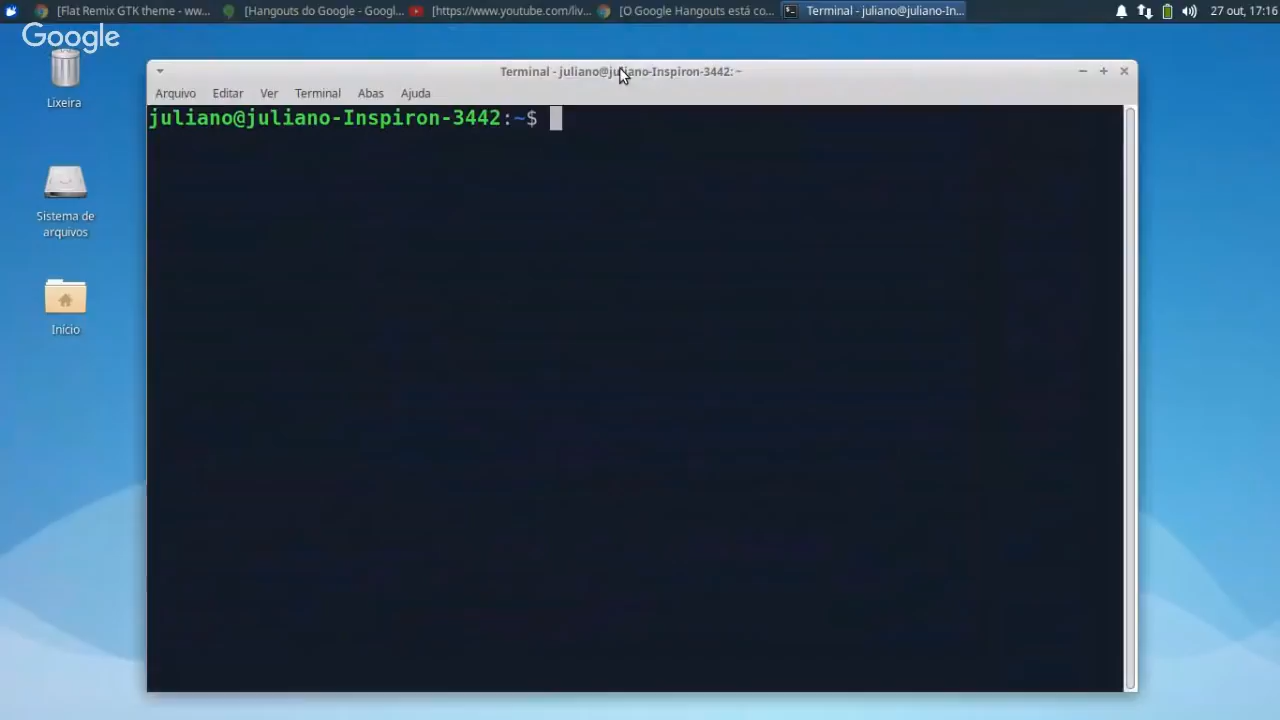 [Flat Remix GTK theme - ww... [Hangouts do Google - Googl... [https://www.youtube.com/liv... [O Google Hangouts está co... Terminal - juliano@juliano-In... 27 out, 17:16
Google
Lixeira
Sistema de
arquivos
Início
Terminal - juliano@juliano-Inspiron-3442: ~
Arquivo Editar Ver Terminal Abas Ajuda
juliano@juliano-Inspiron-3442:~$